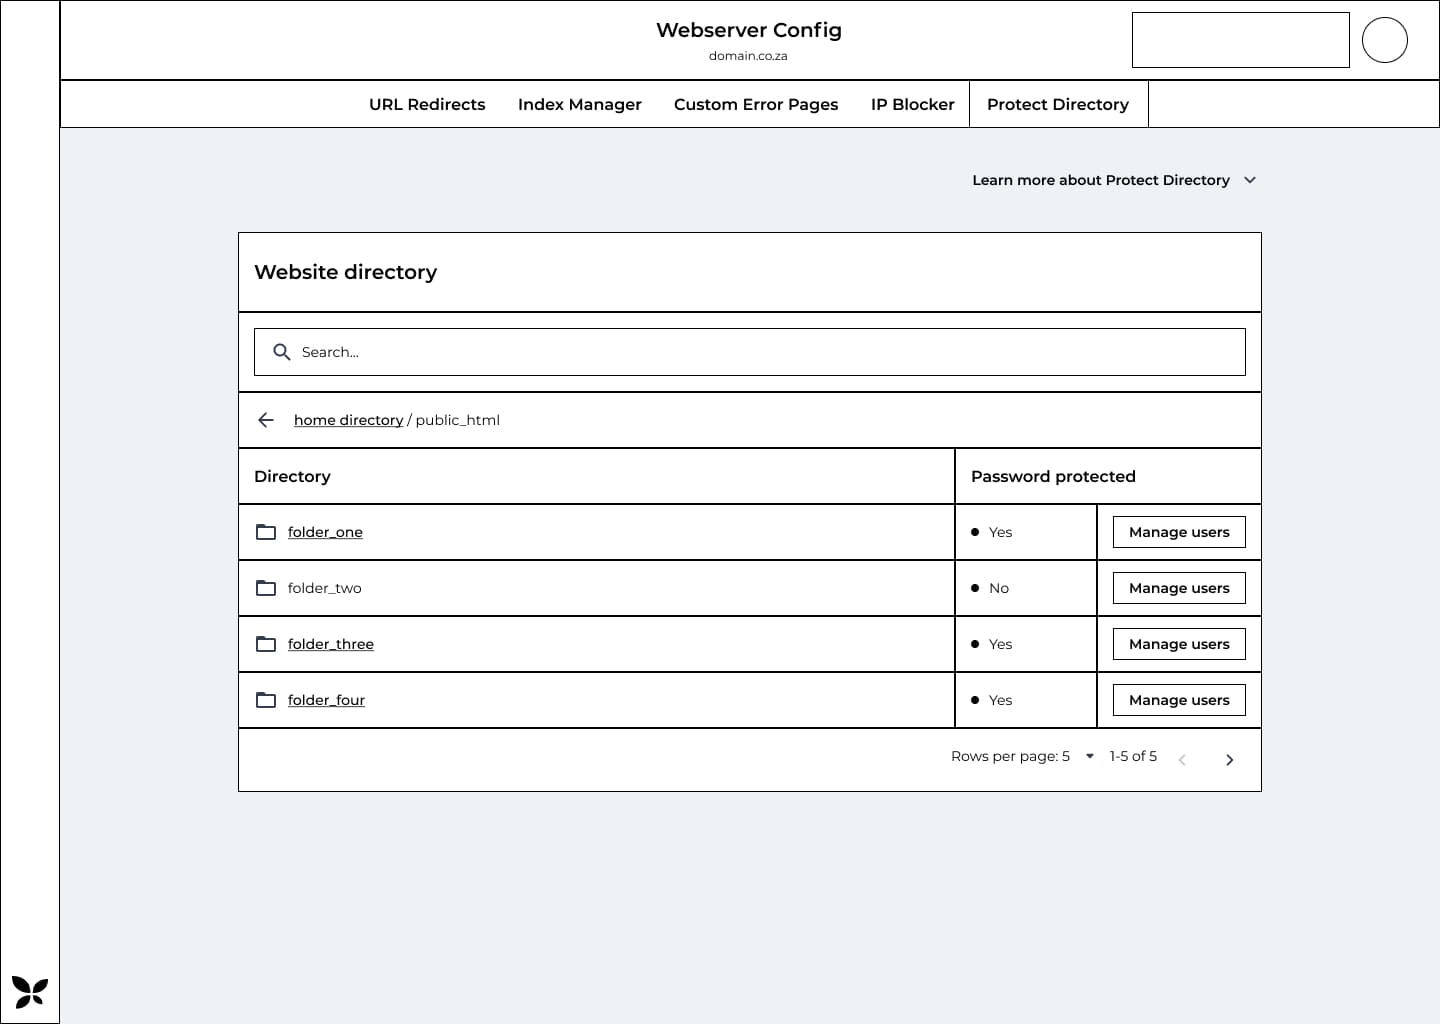 Webserver Config
domain.co.za
URL Redirects Index Manager Custom Error Pages IP Blocker Protect Directory
Learn more about Protect Directory
Website directory
Search...
home directory / public_html
Directory Password protected
folder_one Yes Manage users
folder_two No Manage users
folder_three Yes Manage users
folder_four Yes Manage users
Rows per page: 5 1-5 of 5